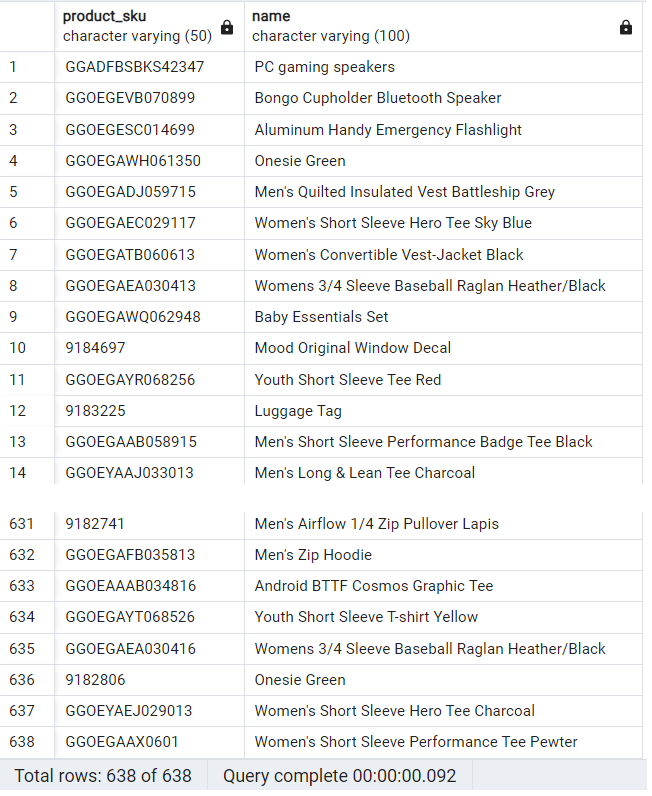 product_sku name
character varying (50) character varying (100)
1 GGADFBSBKS42347 PC gaming speakers
2 GGOEGEVB070899 Bongo Cupholder Bluetooth Speaker
3 GGOEGESC014699 Aluminum Handy Emergency Flashlight
4 GGOEGAWH061350 Onesie Green
5 GGOEGADJ059715 Men's Quilted Insulated Vest Battleship Grey
6 GGOEGAEC029117 Women's Short Sleeve Hero Tee Sky Blue
7 GGOEGATB060613 Women's Convertible Vest-Jacket Black
8 GGOEGAEA030413 Womens 3/4 Sleeve Baseball Raglan Heather/Black
9 GGOEGAWQ062948 Baby Essentials Set
10 9184697 Mood Original Window Decal
11 GGOEGAYR068256 Youth Short Sleeve Tee Red
12 9183225 Luggage Tag
13 GGOEGAAB058915 Men's Short Sleeve Performance Badge Tee Black
14 GGOEYAAJ033013 Men's Long & Lean Tee Charcoal
631 9182741 Men's Airflow 1/4 Zip Pullover Lapis
632 GGOEGAFB035813 Men's Zip Hoodie
633 GGOEAAAB034816 Android BTTF Cosmos Graphic Tee
634 GGOEGAYT068526 Youth Short Sleeve T-shirt Yellow
635 GGOEGAEA030416 Womens 3/4 Sleeve Baseball Raglan Heather/Black
636 9182806 Onesie Green
637 GGOEYAEJ029013 Women's Short Sleeve Hero Tee Charcoal
638 GGOEGAAX0601 Women's Short Sleeve Performance Tee Pewter
Total rows: 638 of 638 Query complete 00:00:00.092